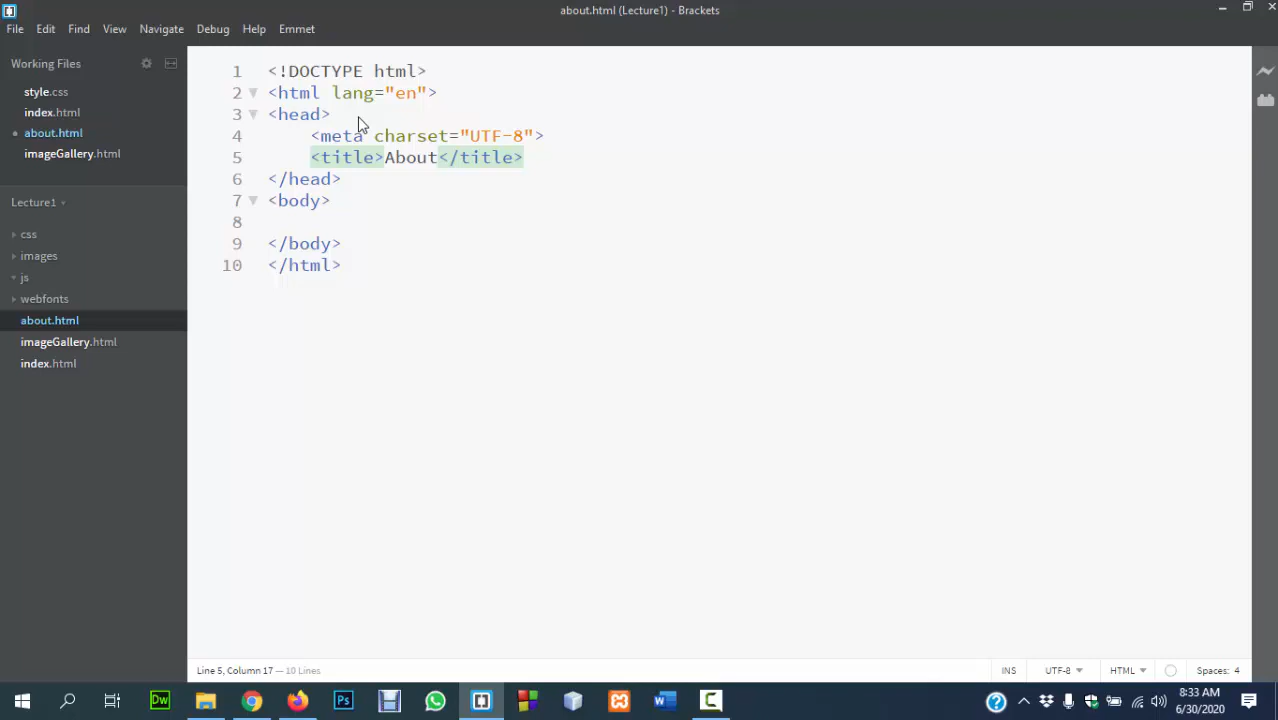 about.html (Lecture1) - Brackets
File Edit Find View Navigate Debug Help Emmet
Working Files
style.css
index.html
about.html
imageGallery.html
Lecture1
css
images
js
webfonts
about.html
imageGallery.html
index.html
1 <!DOCTYPE html>
2 <html lang="en">
3 <head>
4 <meta charset="UTF-8">
5 <title>About</title>
6 </head>
7 <body>
8
9 </body>
10 </html>
Line 5, Column 17 — 10 Lines
INS UTF-8 HTML Spaces: 4
Dw Ps W C
8:33 AM
6/30/2020